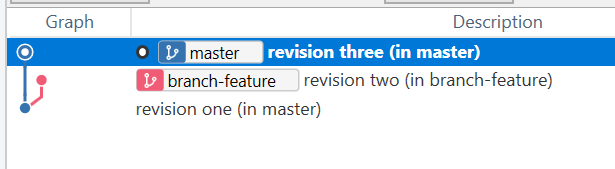 Graph Description
master revision three (in master)
branch-feature revision two (in branch-feature)
revision one (in master)